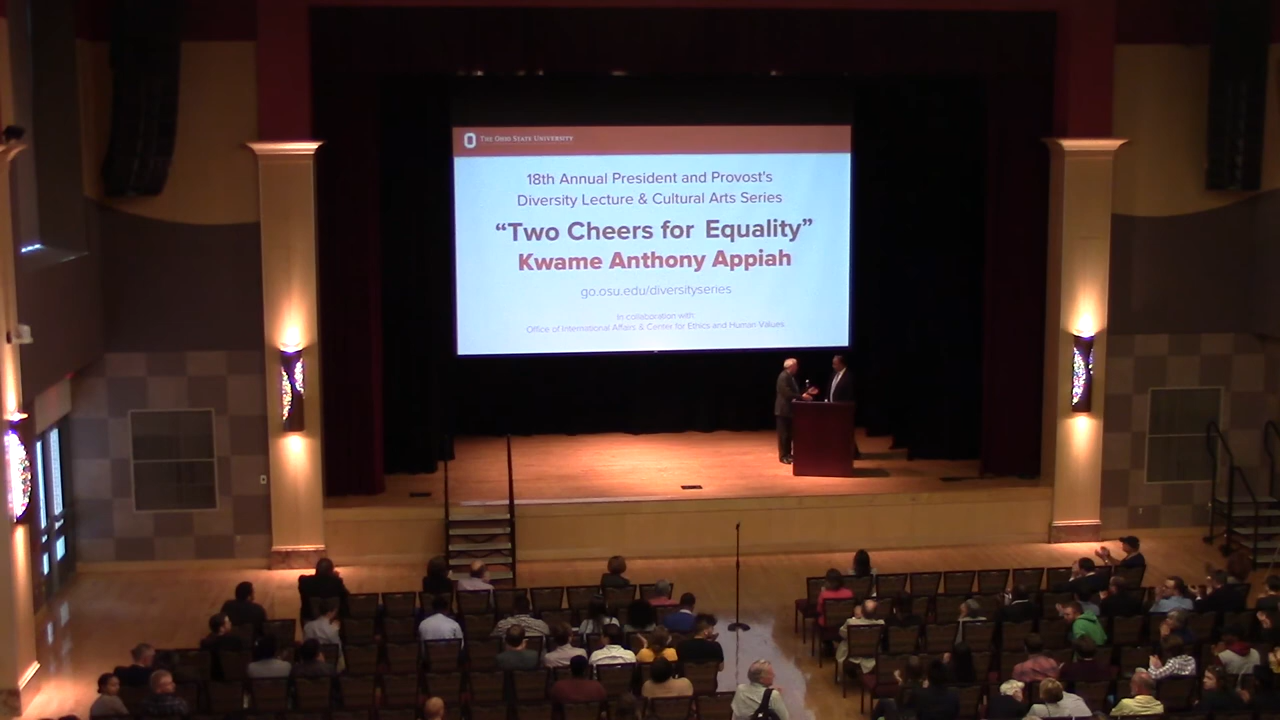 THE OHIO STATE UNIVERSITY
18th Annual President and Provost's
Diversity Lecture & Cultural Arts Series
“Two Cheers for Equality”
Kwame Anthony Appiah
go.osu.edu/diversityseries
In collaboration with
Office of International Affairs & Center for Ethics and Human Values